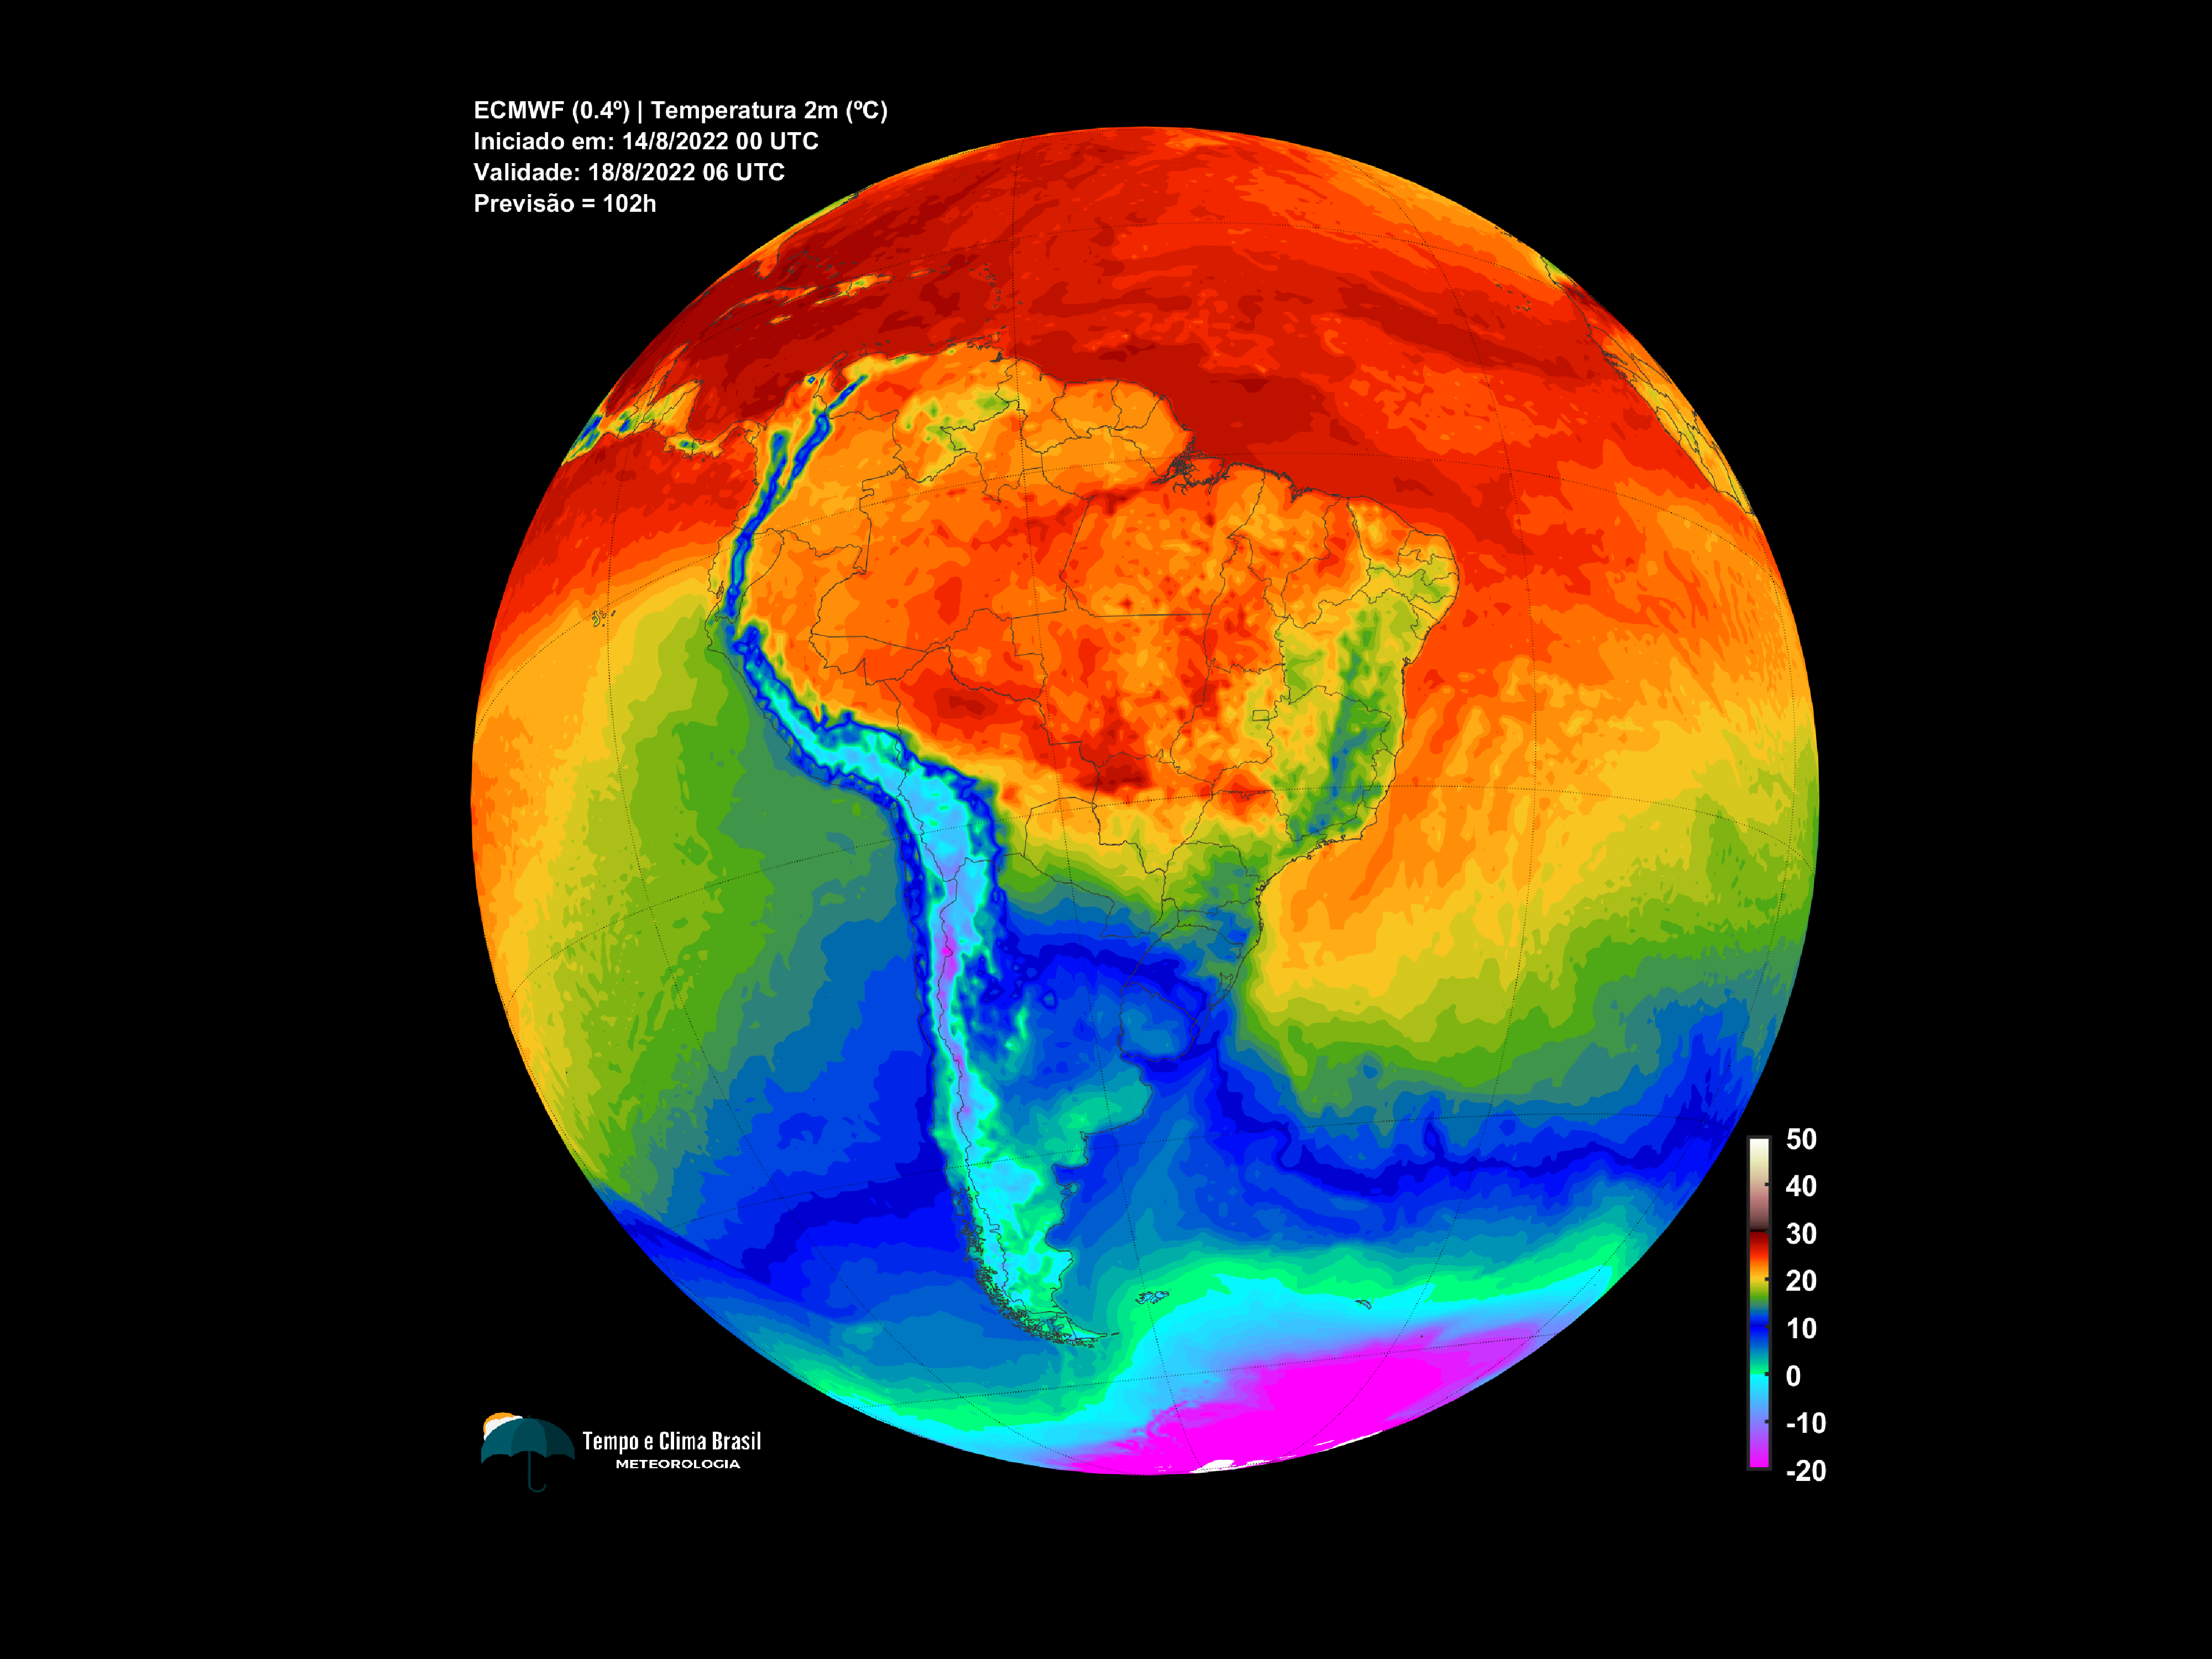 ECMWF (0.4º) | Temperatura 2m (ºC)
Iniciado em: 14/8/2022 00 UTC
Validade: 18/8/2022 06 UTC
Previsão = 102h
50
40
30
20
10
0
-10
-20
Tempo e Clima Brasil
METEOROLOGIA